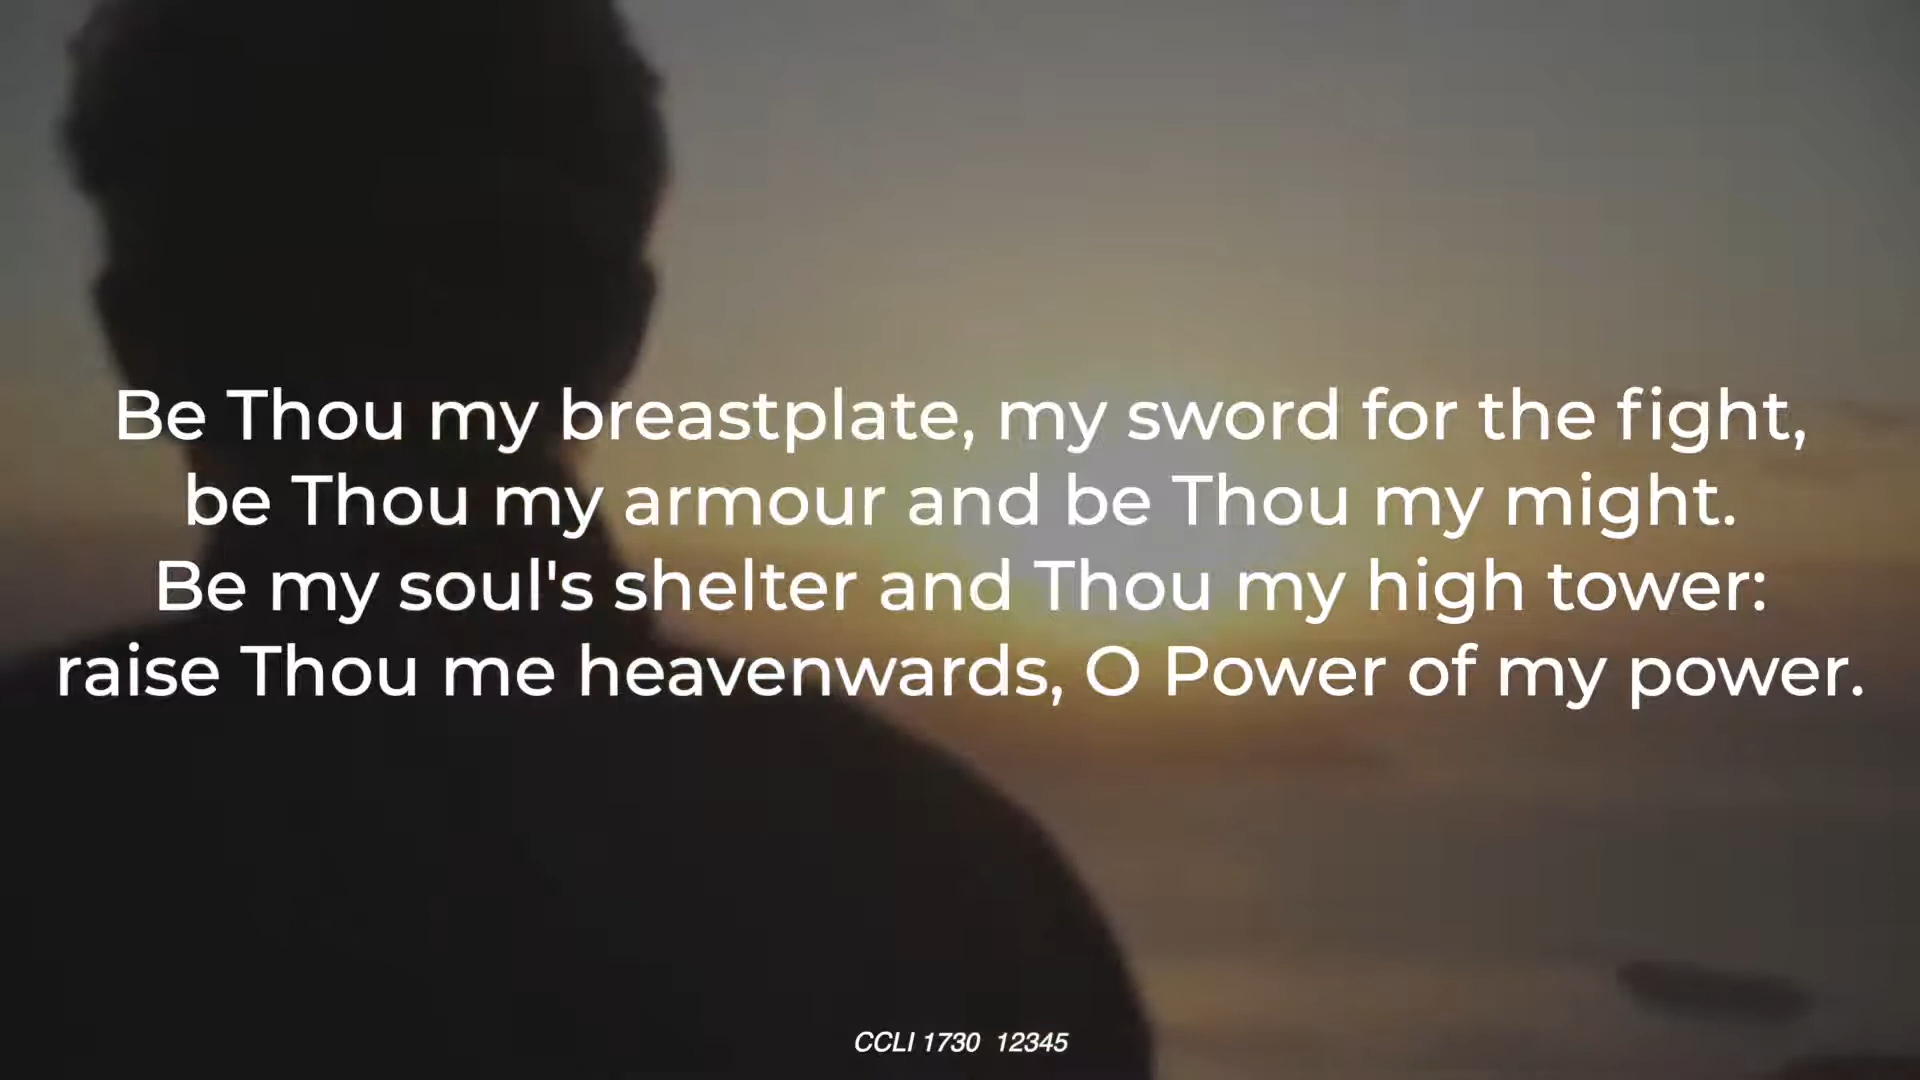 Be Thou my breastplate, my sword for the fight,
be Thou my armour and be Thou my might.
Be my soul's shelter and Thou my high tower:
raise Thou me heavenwards, O Power of my power.
CCLI 1730  12345